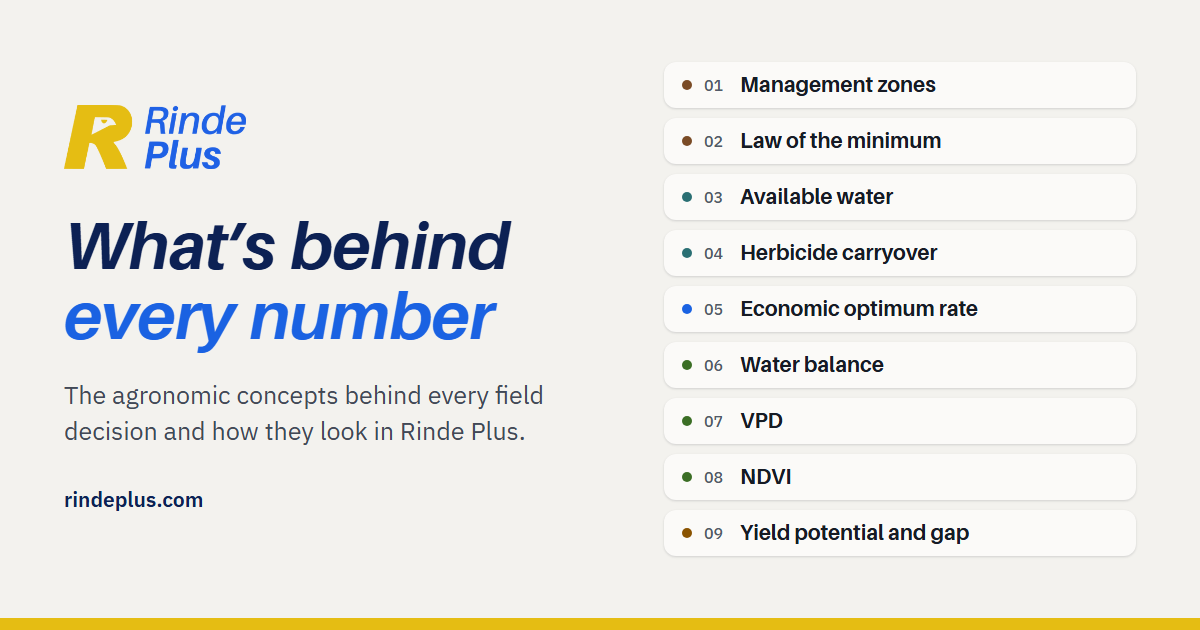 Rinde
Plus
What's behind
every number
The agronomic concepts behind every field
decision and how they look in Rinde Plus.
rindeplus.com
01 Management zones
02 Law of the minimum
03 Available water
04 Herbicide carryover
05 Economic optimum rate
06 Water balance
07 VPD
08 NDVI
09 Yield potential and gap